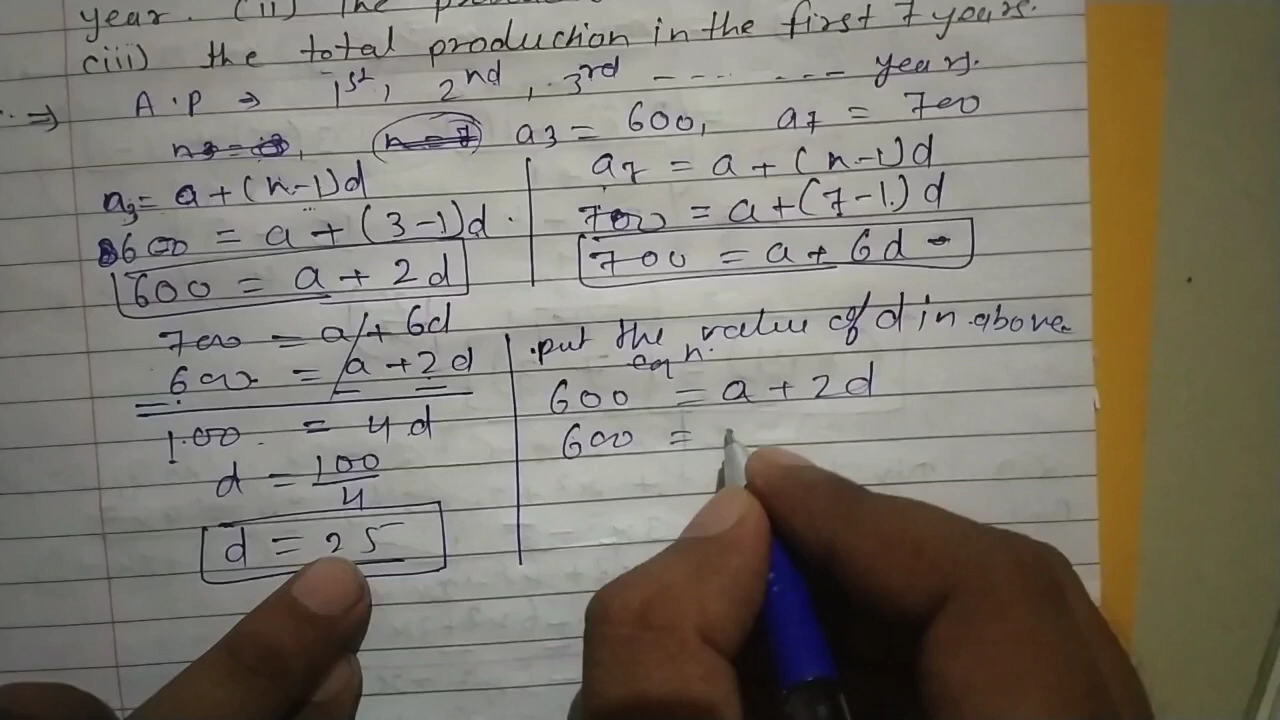 year. (ii) The
(iii) the total production in the first 7 years.
⇒ A.P → 1st, 2nd, 3rd ---- --- years.
a3 = 600, a7 = 700
a3 = a + (n-1)d
600 = a + (3-1)d.
600 = a + 2d
a7 = a + (n-1)d
700 = a + (7-1)d
700 = a + 6d -
700 = a + 6d
600 = a + 2d
100 = 4d
d = 100/4
d = 25
put the value of d in above
eqn.
600 = a + 2d
600 =